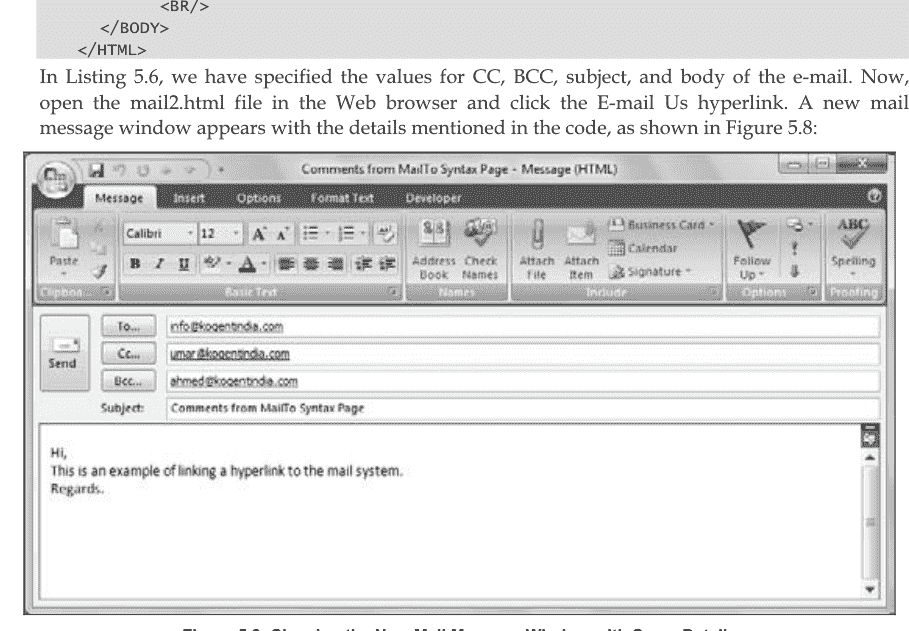 <BR/>
</BODY>
</HTML>
In Listing 5.6, we have specified the values for CC, BCC, subject, and body of the e-mail. Now,
open the mail2.html file in the Web browser and click the E-mail Us hyperlink. A new mail
message window appears with the details mentioned in the code, as shown in Figure 5.8:
Comments from MailTo Syntax Page - Message (HTML)
Message Insert Options Format Text Developer
Paste
Calibri 12
B I U
Address Book
Check Names
Attach File
Attach Item
Business Card
Calendar
Signature
Follow Up
ABC
Spelling
Basic Text Names Include Options Proofing
Send
To... info@kogentindia.com
Cc... umar@kogentindia.com
Bcc... ahmed@kogentindia.com
Subject: Comments from MailTo Syntax Page
Hi,
This is an example of linking a hyperlink to the mail system.
Regards.